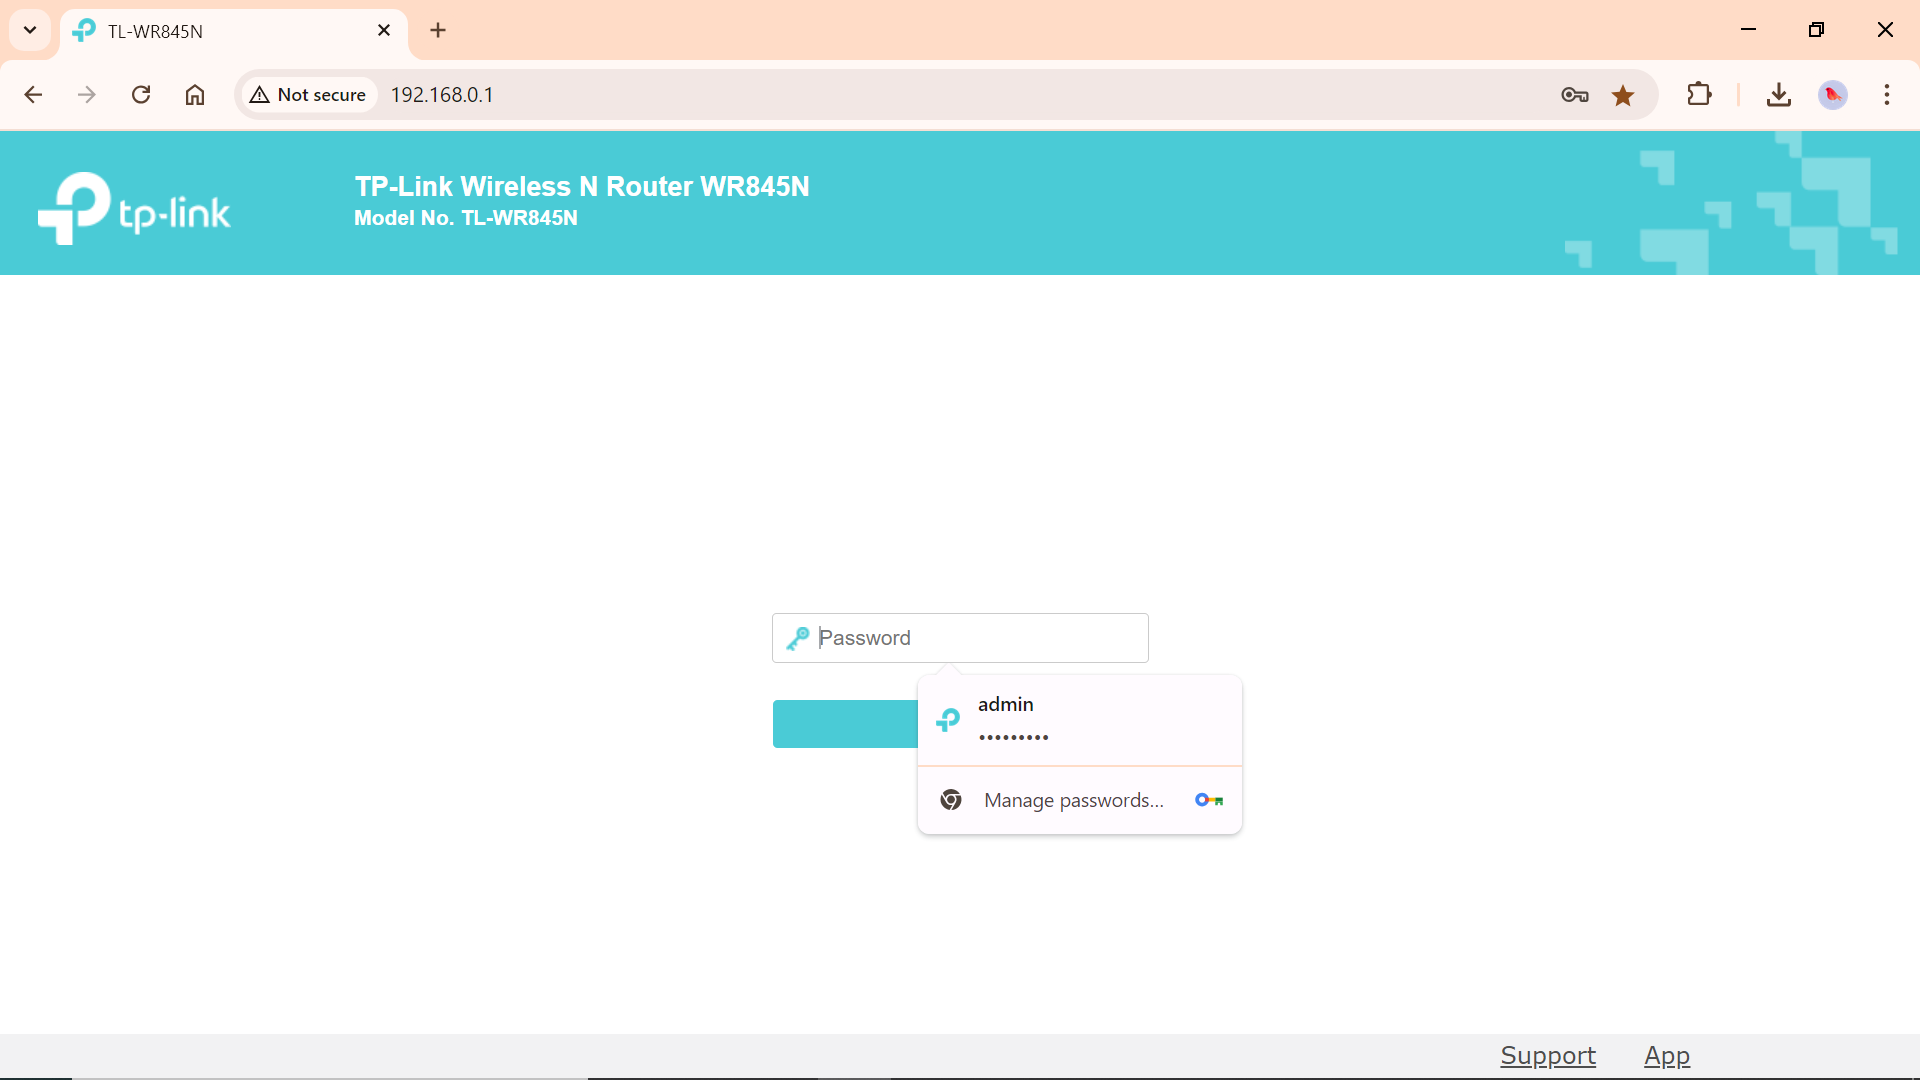 TL-WR845N
Not secure
192.168.0.1
tp-link
TP-Link Wireless N Router WR845N
Model No. TL-WR845N
Password
admin
•••••••••
Manage passwords...
Support
App